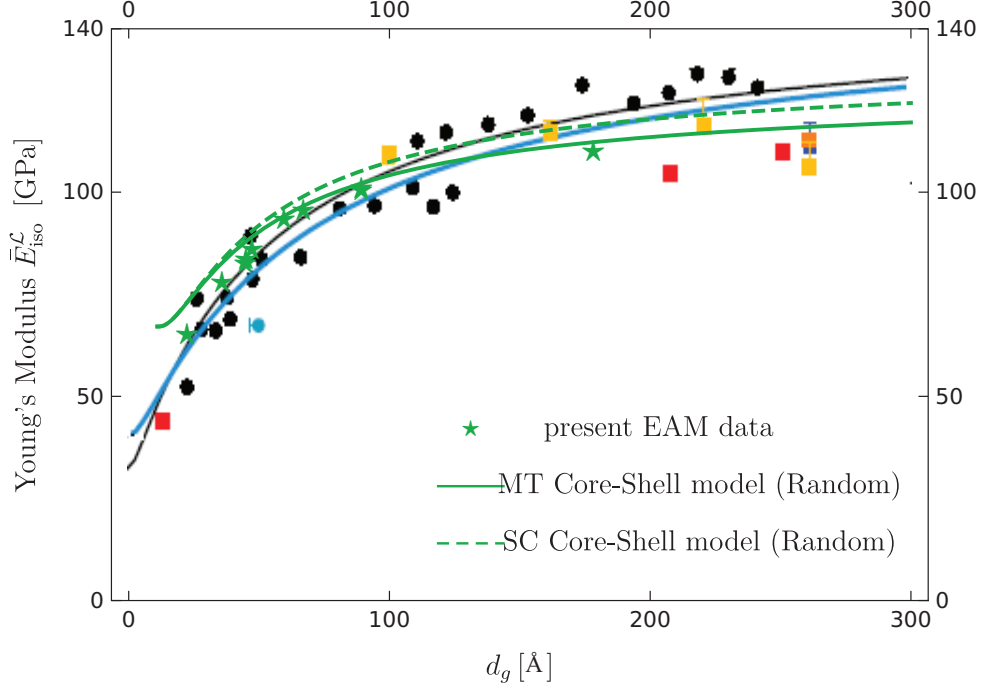 0 100 200 300
140 140
100 100
50 50
0 0
0 100 200 300
Young's Modulus Ē^ℒ_iso [GPa]
present EAM data
MT Core-Shell model (Random)
SC Core-Shell model (Random)
d_g [Å]